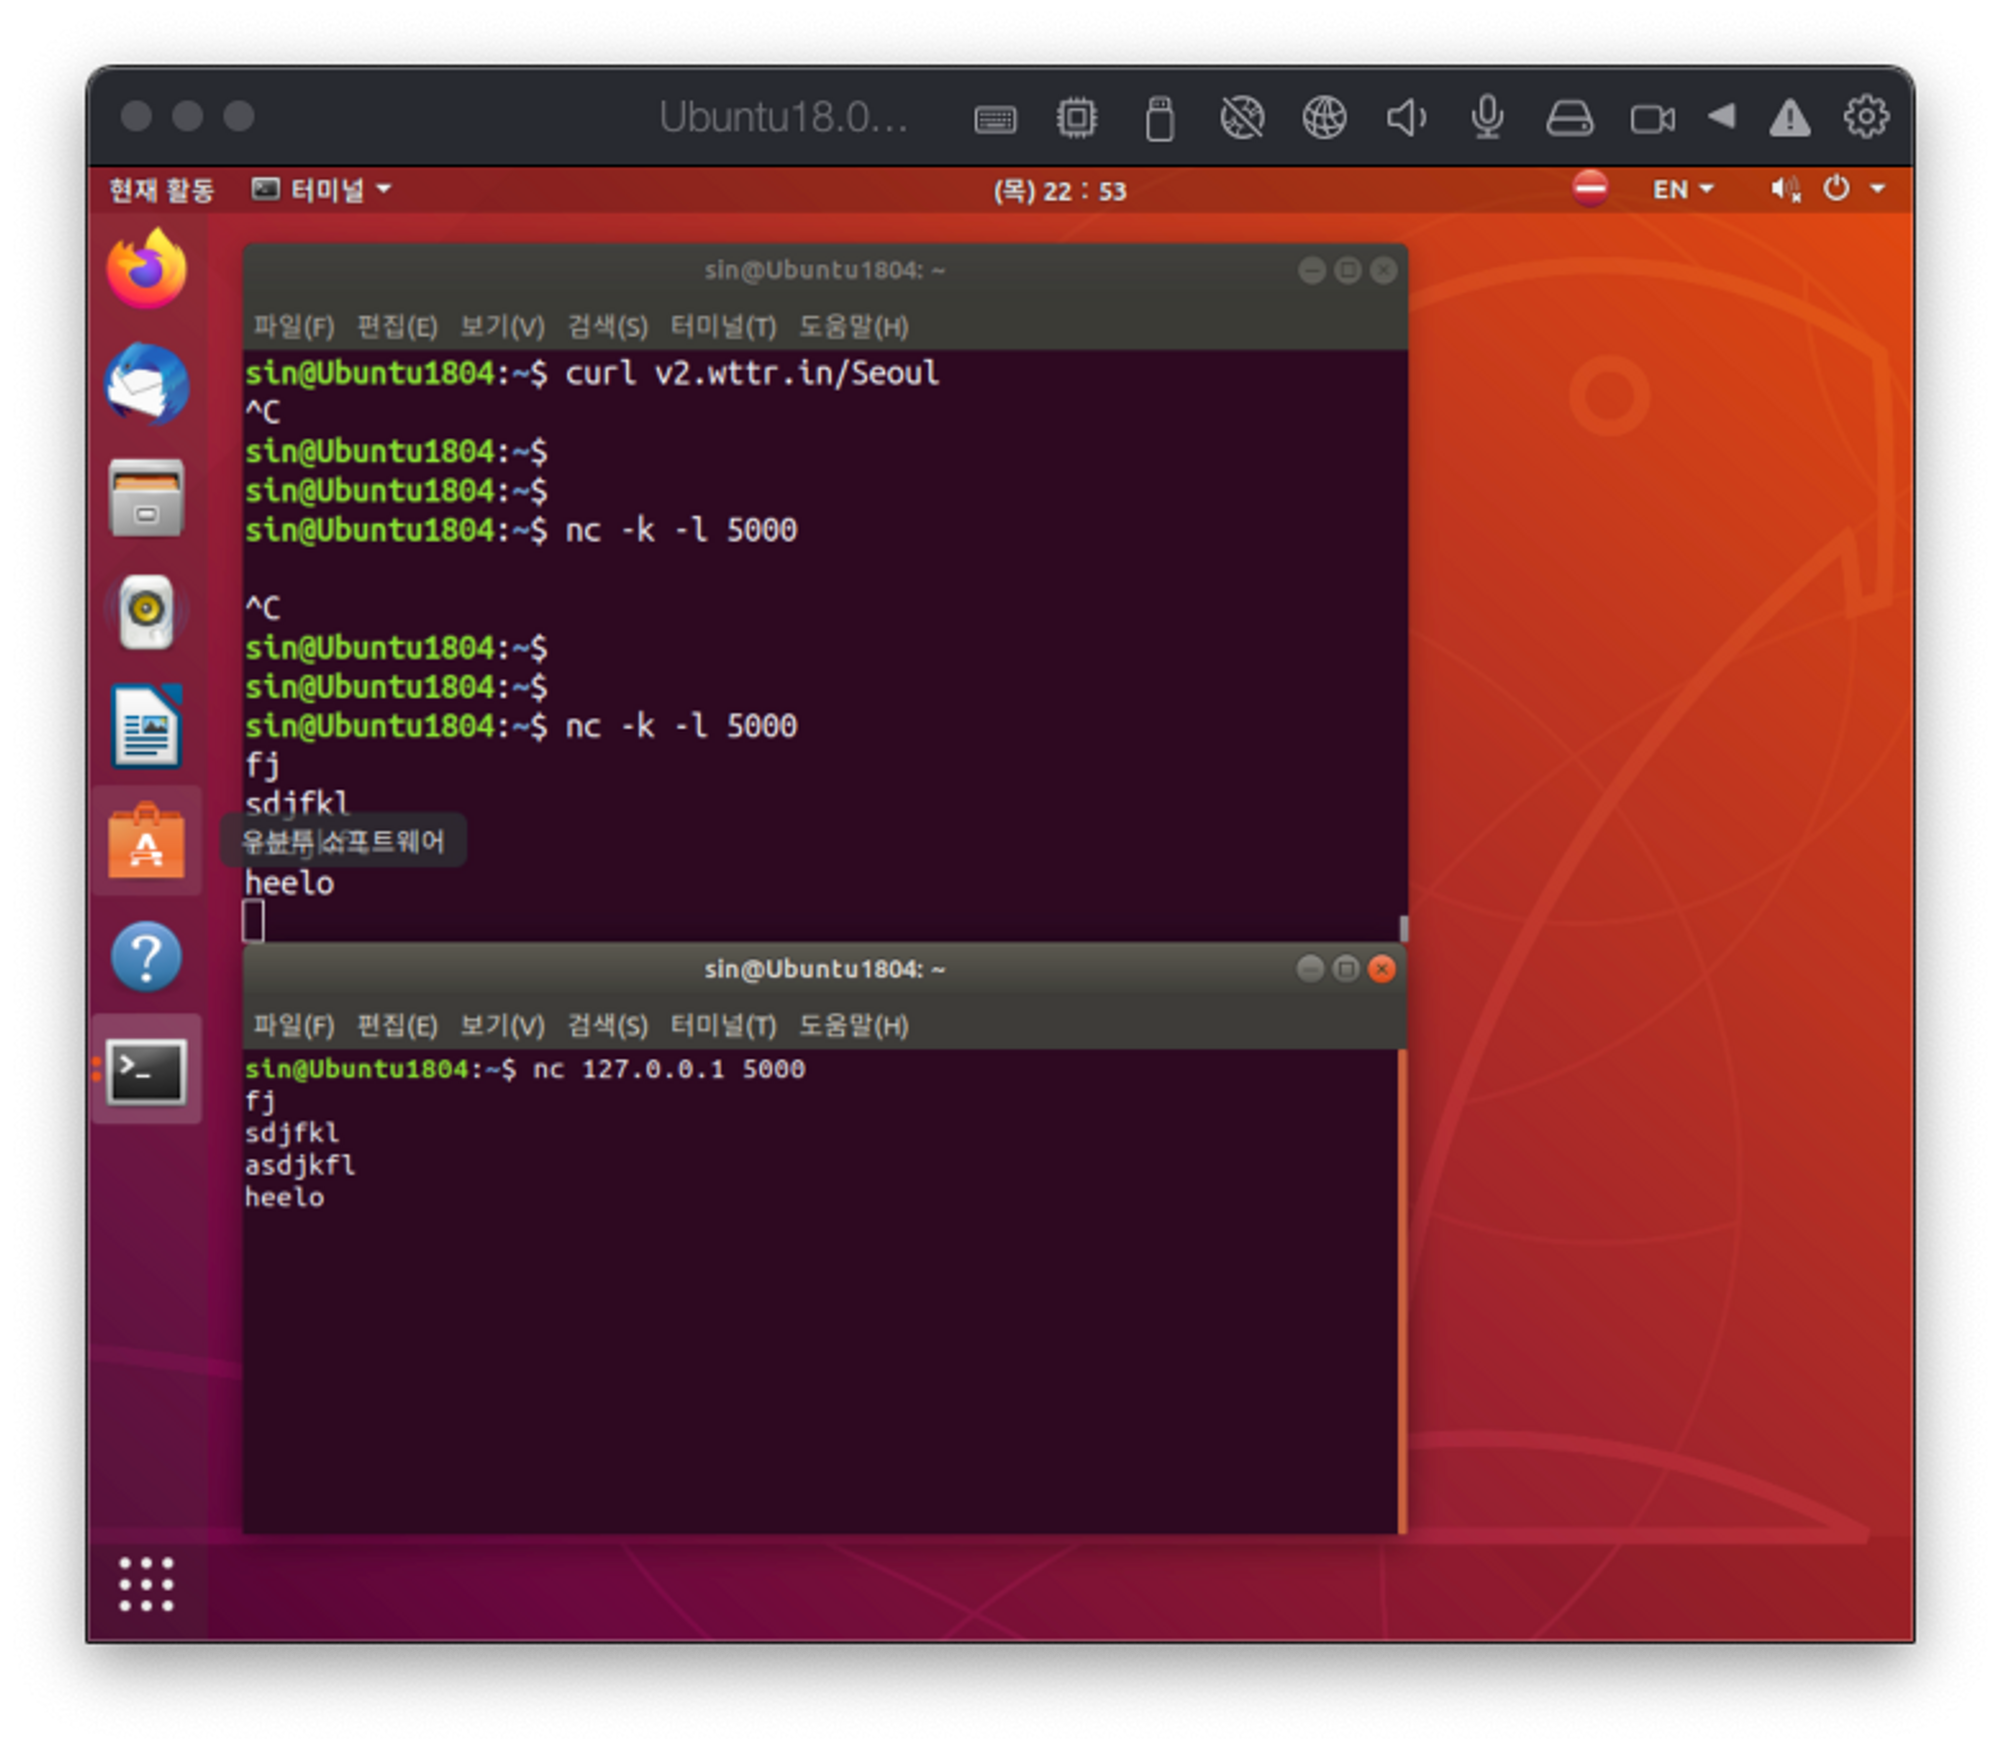 Ubuntu18.0...
현재 활동 터미널 (목) 22 : 53 EN
sin@Ubuntu1804: ~
파일(F) 편집(E) 보기(V) 검색(S) 터미널(T) 도움말(H)
sin@Ubuntu1804:~$ curl v2.wttr.in/Seoul
^C
sin@Ubuntu1804:~$
sin@Ubuntu1804:~$
sin@Ubuntu1804:~$ nc -k -l 5000
^C
sin@Ubuntu1804:~$
sin@Ubuntu1804:~$
sin@Ubuntu1804:~$ nc -k -l 5000
fj
sdjfkl
우분투 소프트웨어
heelo
sin@Ubuntu1804: ~
파일(F) 편집(E) 보기(V) 검색(S) 터미널(T) 도움말(H)
sin@Ubuntu1804:~$ nc 127.0.0.1 5000
fj
sdjfkl
asdjkfl
heelo